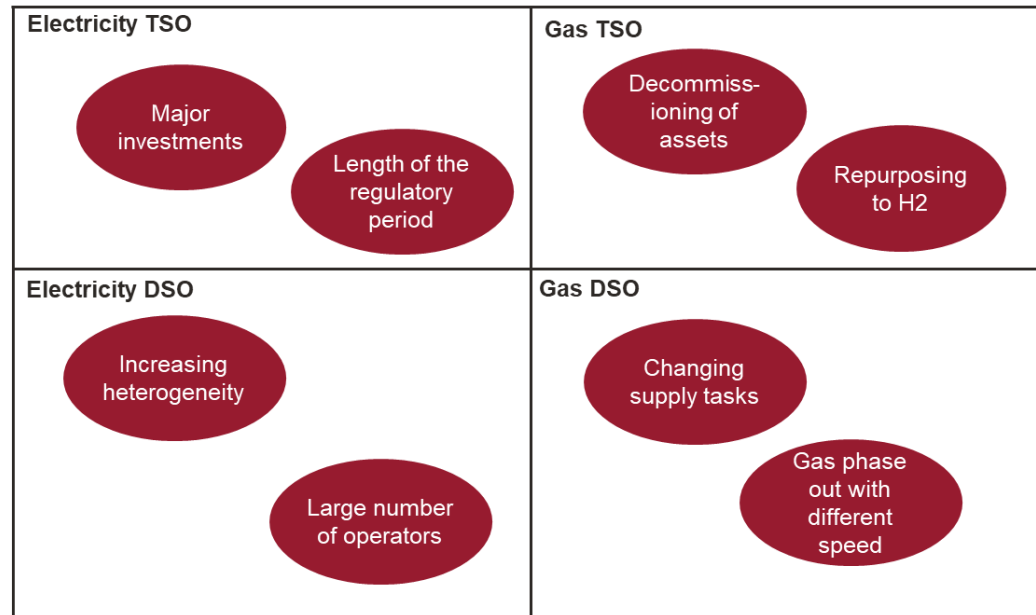 Electricity TSO
Major
investments
Length of the
regulatory
period
Gas TSO
Decommiss-
ioning of
assets
Repurposing
to H2
Electricity DSO
Increasing
heterogeneity
Large number
of operators
Gas DSO
Changing
supply tasks
Gas phase
out with
different
speed